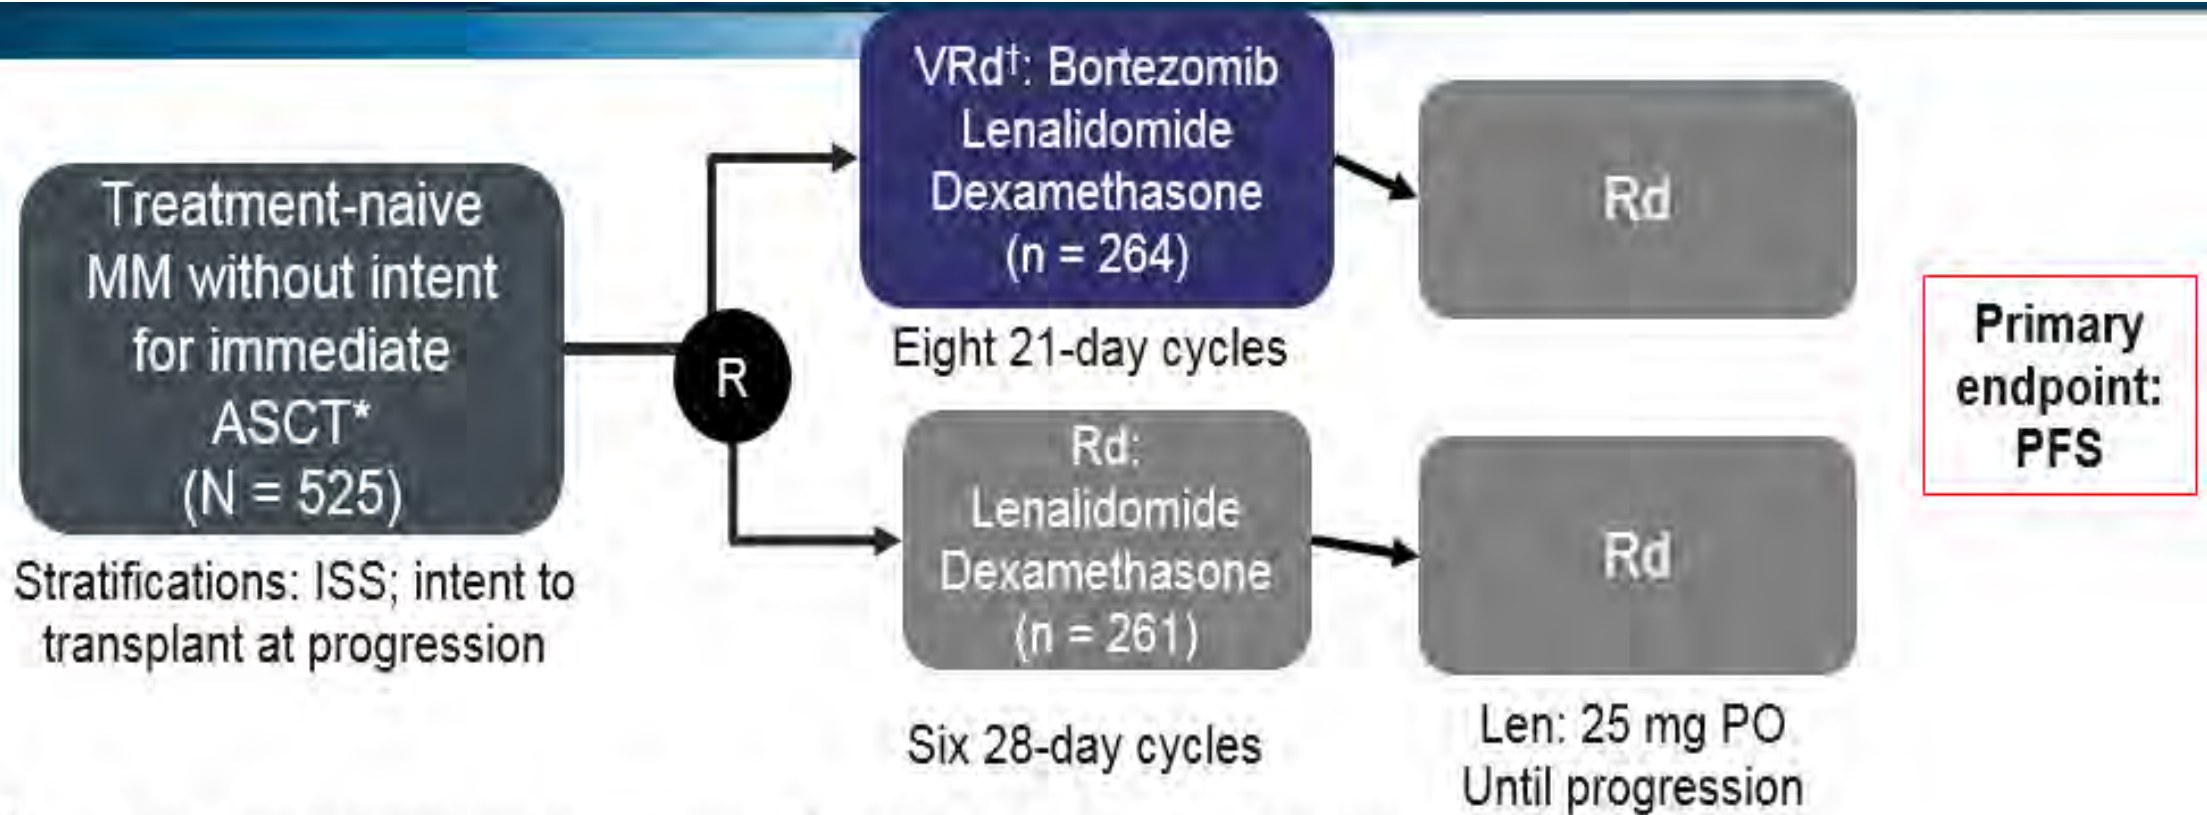 Treatment-naive
MM without intent
for immediate
ASCT*
(N = 525)
Stratifications: ISS; intent to
transplant at progression
R
VRd†: Bortezomib
Lenalidomide
Dexamethasone
(n = 264)
Eight 21-day cycles
Rd
Rd:
Lenalidomide
Dexamethasone
(n = 261)
Six 28-day cycles
Rd
Len: 25 mg PO
Until progression
Primary
endpoint:
PFS